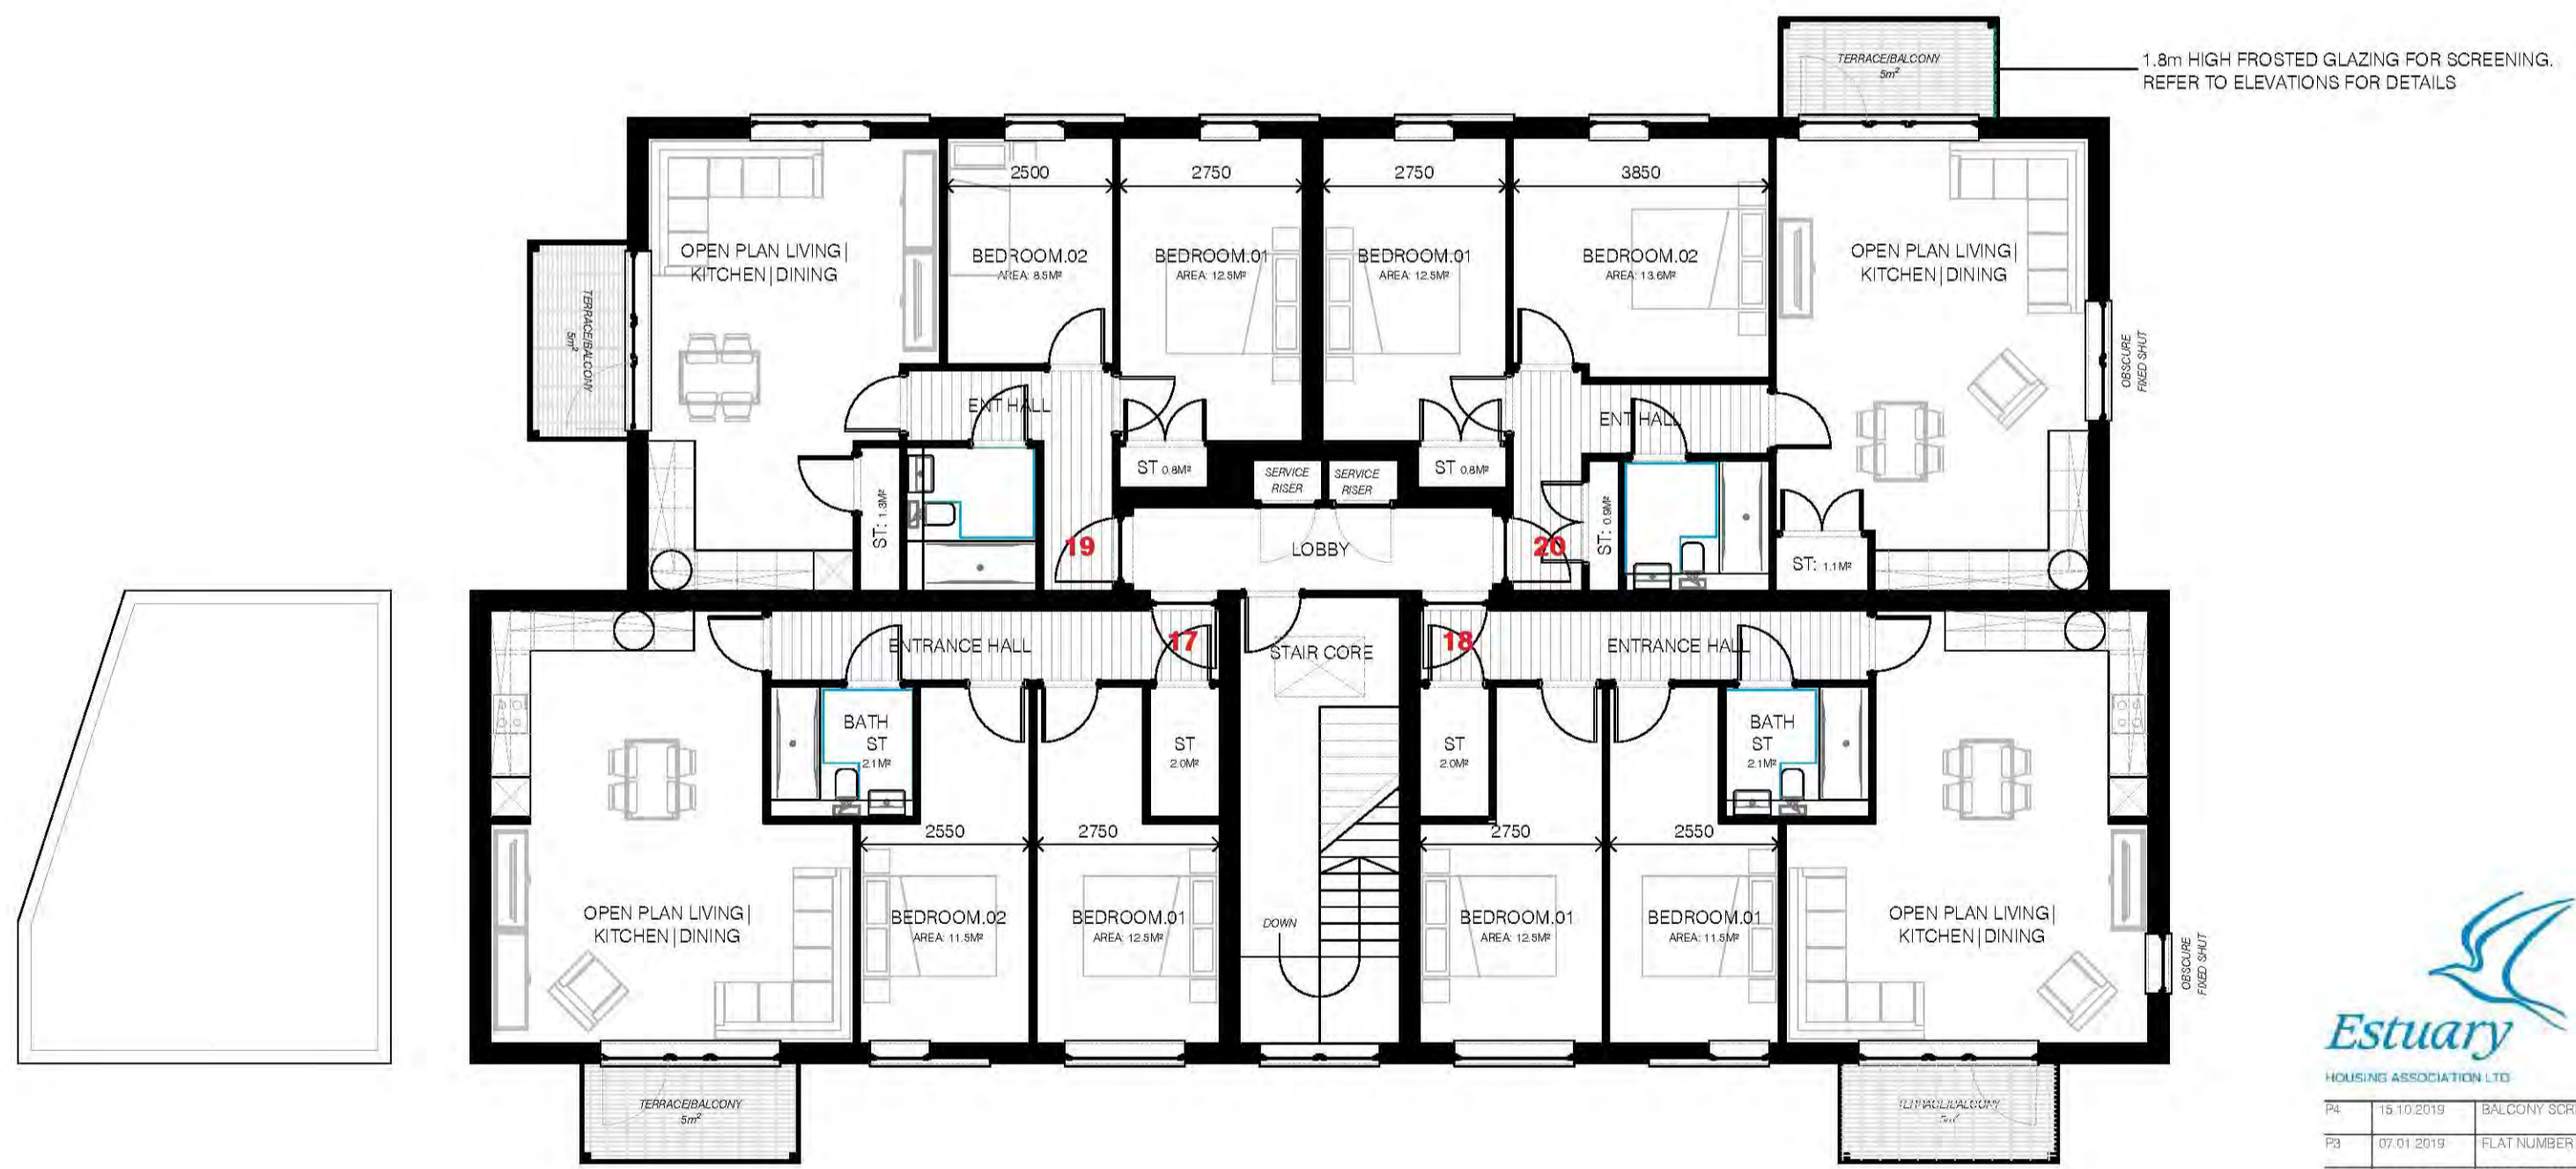 TERRACE/BALCONY
5m²
1.8m HIGH FROSTED GLAZING FOR SCREENING.
REFER TO ELEVATIONS FOR DETAILS
2500
2750
2750
3850
OPEN PLAN LIVING|
KITCHEN|DINING
BEDROOM.02
AREA: 8.5M²
BEDROOM.01
AREA: 12.5M²
BEDROOM.01
AREA: 12.5M²
BEDROOM.02
AREA: 13.6M²
OPEN PLAN LIVING|
KITCHEN|DINING
TERRACE/BALCONY
5m²
OBSCURE
FIXED SHUT
ENT HALL
ENT HALL
ST 0.8M²
SERVICE
RISER
SERVICE
RISER
ST 0.8M²
ST: 1.3M²
19
LOBBY
20
ST: 0.9M²
ST: 1.1M²
ENTRANCE HALL
17
STAIR CORE
18
ENTRANCE HALL
BATH
ST
2.1M²
ST
2.0M²
ST
2.0M²
BATH
ST
2.1M²
2550
2750
2750
2550
OPEN PLAN LIVING|
KITCHEN|DINING
BEDROOM.02
AREA: 11.5M²
BEDROOM.01
AREA: 12.5M²
DOWN
BEDROOM.01
AREA: 12.5M²
BEDROOM.01
AREA: 11.5M²
OPEN PLAN LIVING|
KITCHEN|DINING
OBSCURE
FIXED SHUT
TERRACE/BALCONY
5m²
TERRACE/BALCONY
5m²
Estuary
HOUSING ASSOCIATION LTD
P4 15.10.2019 BALCONY SCR
P3 07.01.2019 FLAT NUMBER